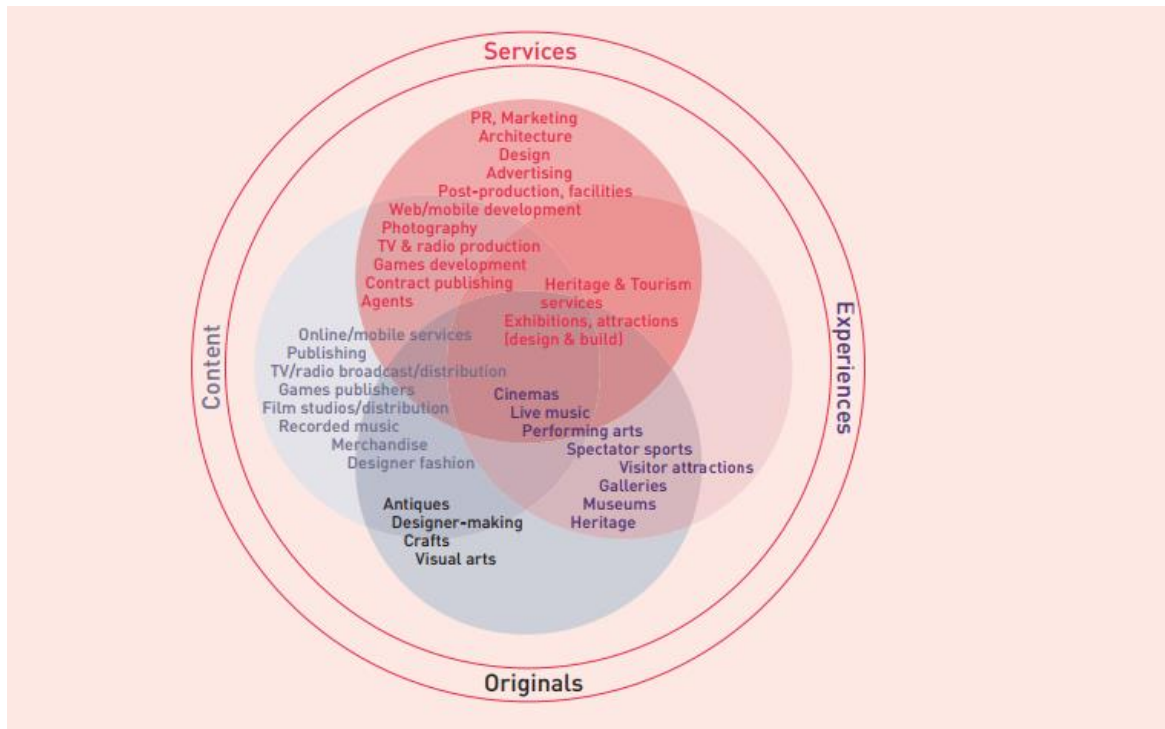 Services
PR, Marketing
Architecture
Design
Advertising
Post-production, facilities
Web/mobile development
Photography
TV & radio production
Games development
Contract publishing
Agents
Heritage & Tourism
services
Exhibitions, attractions
(design & build)
Content
Online/mobile services
Publishing
TV/radio broadcast/distribution
Games publishers
Film studios/distribution
Recorded music
Merchandise
Designer fashion
Experiences
Cinemas
Live music
Performing arts
Spectator sports
Visitor attractions
Galleries
Museums
Heritage
Antiques
Designer-making
Crafts
Visual arts
Originals